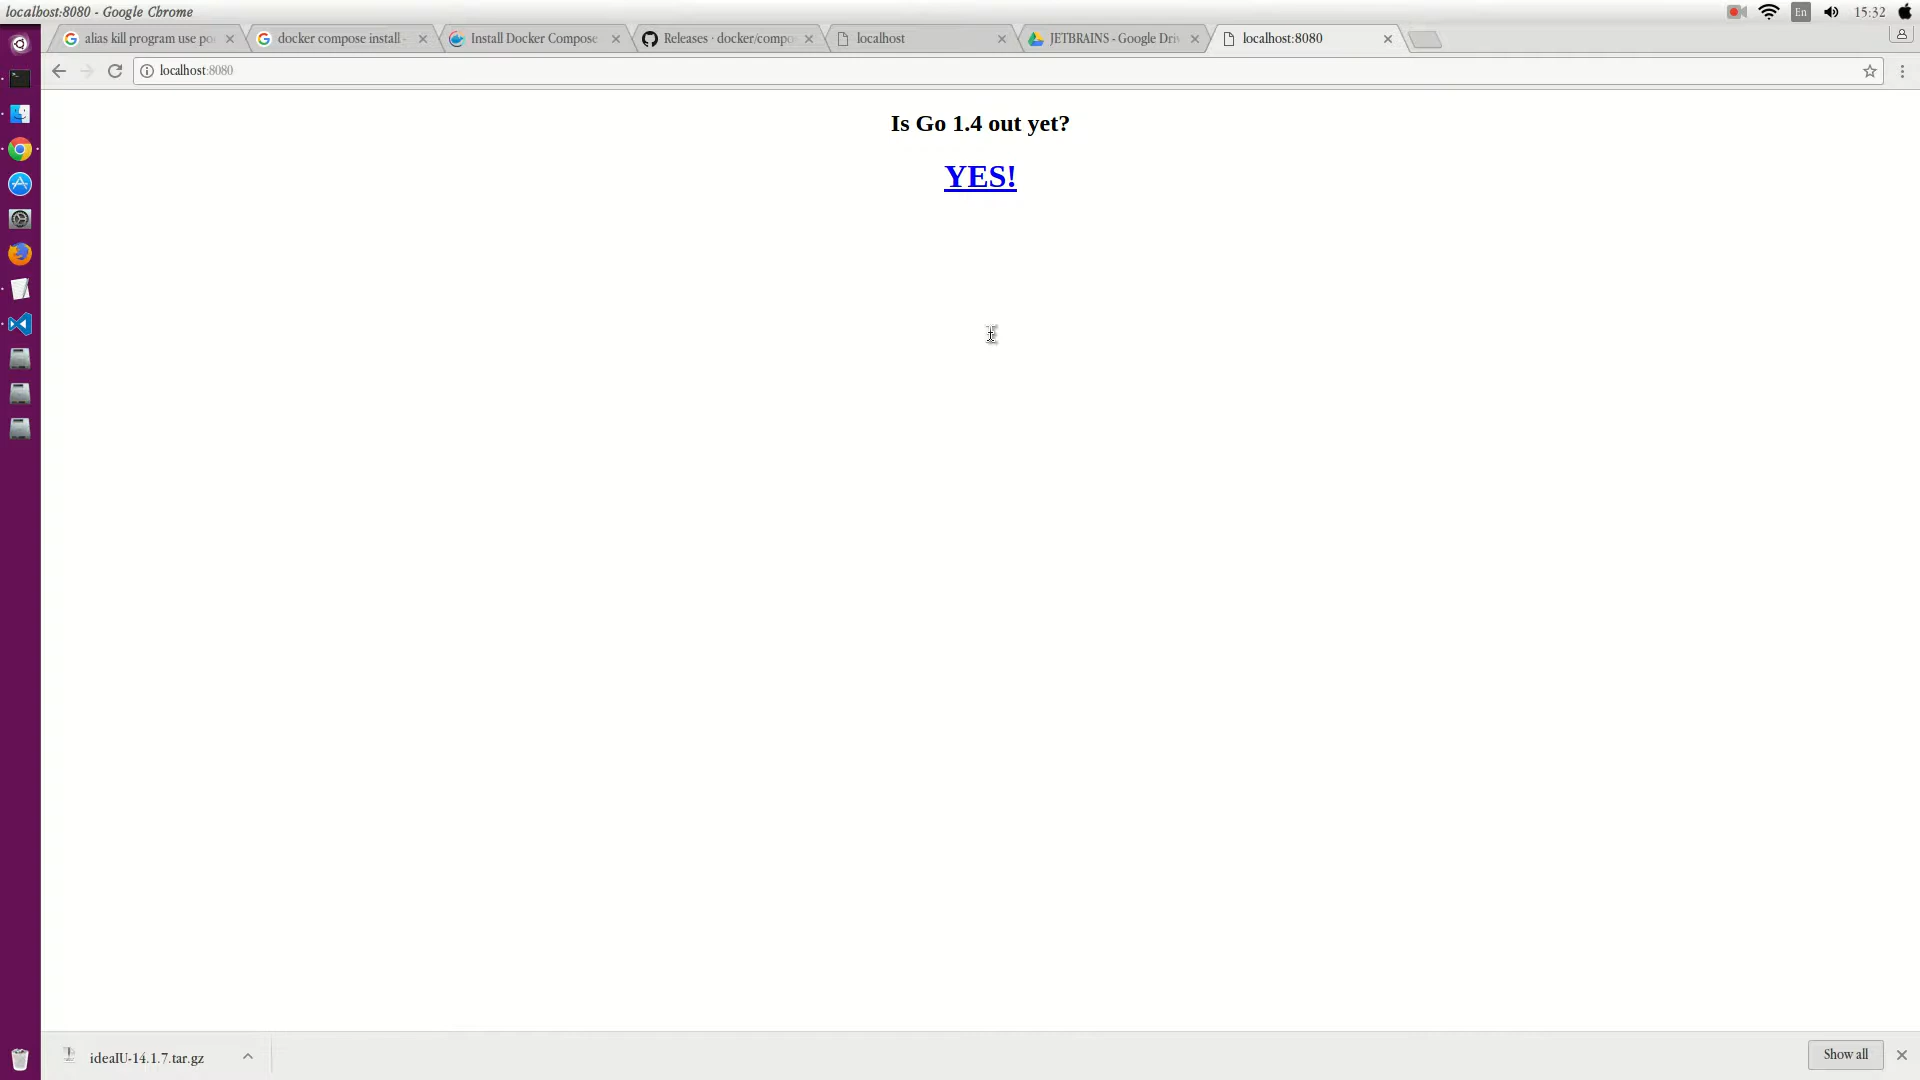 localhost:8080 - Google Chrome
En
15:32
alias kill program use po
docker compose install -
Install Docker Compose
Releases · docker/compo
localhost
JETBRAINS - Google Dri
localhost:8080
localhost:8080
Is Go 1.4 out yet?
YES!
ideaIU-14.1.7.tar.gz
Show all